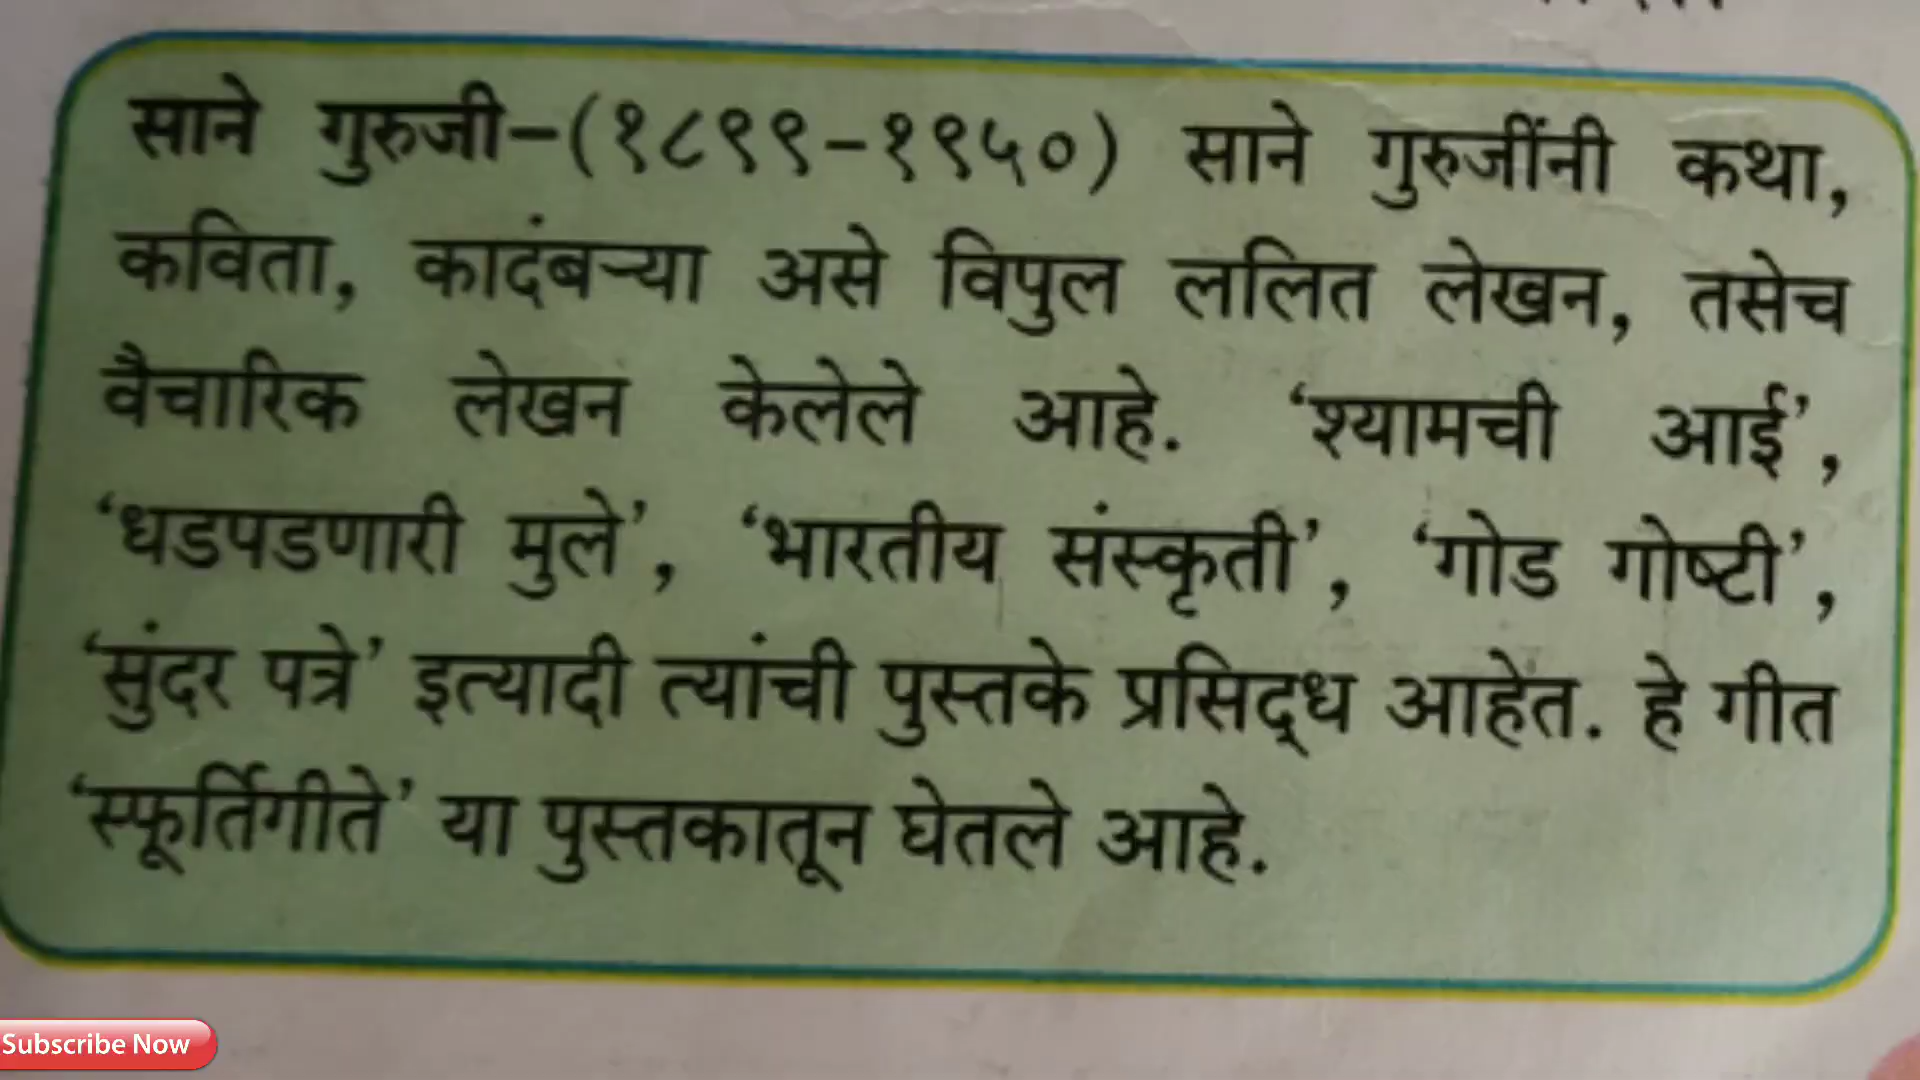 साने गुरुजी–(१८९९–१९५०) साने गुरुजींनी कथा,
कविता, कादंबऱ्या असे विपुल ललित लेखन, तसेच
वैचारिक लेखन केलेले आहे. ‘श्यामची आई’,
‘धडपडणारी मुले’, ‘भारतीय संस्कृती’, ‘गोड गोष्टी’,
‘सुंदर पत्रे’ इत्यादी त्यांची पुस्तके प्रसिद्ध आहेत. हे गीत
‘स्फूर्तिगीते’ या पुस्तकातून घेतले आहे.
Subscribe Now